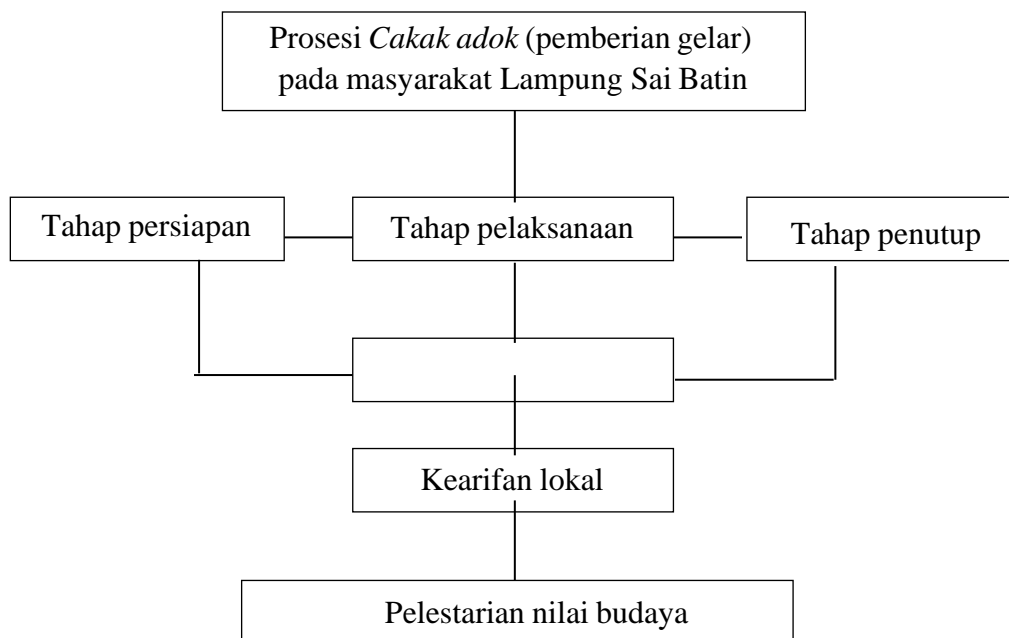 Prosesi Cakak adok (pemberian gelar)
pada masyarakat Lampung Sai Batin
Tahap persiapan
Tahap pelaksanaan
Tahap penutup
Kearifan lokal
Pelestarian nilai budaya